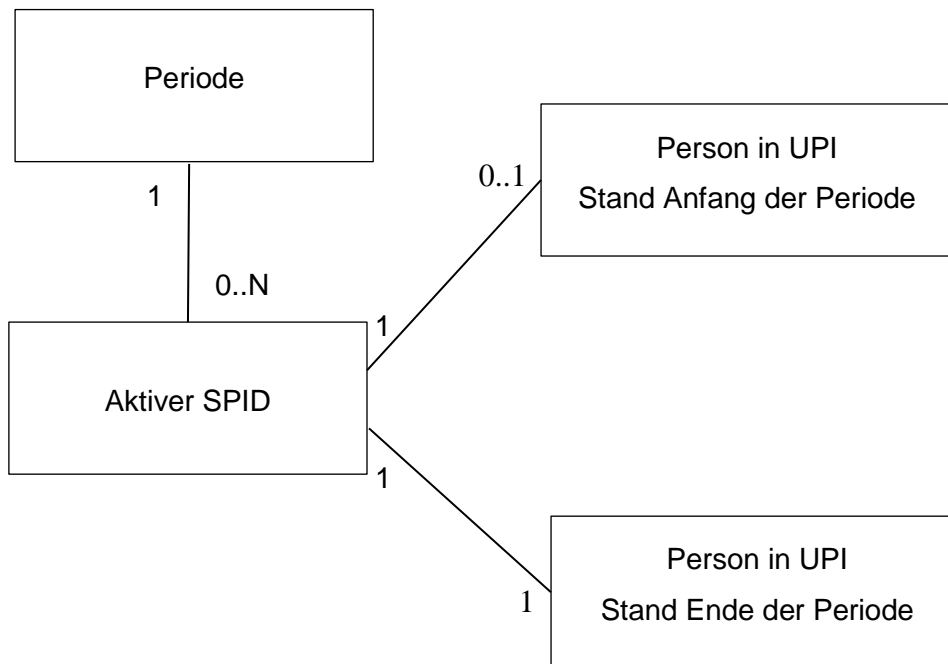 Periode
Person in UPI
Stand Anfang der Periode
0..1
1
0..N
1
Aktiver SPID
1
Person in UPI
Stand Ende der Periode
1